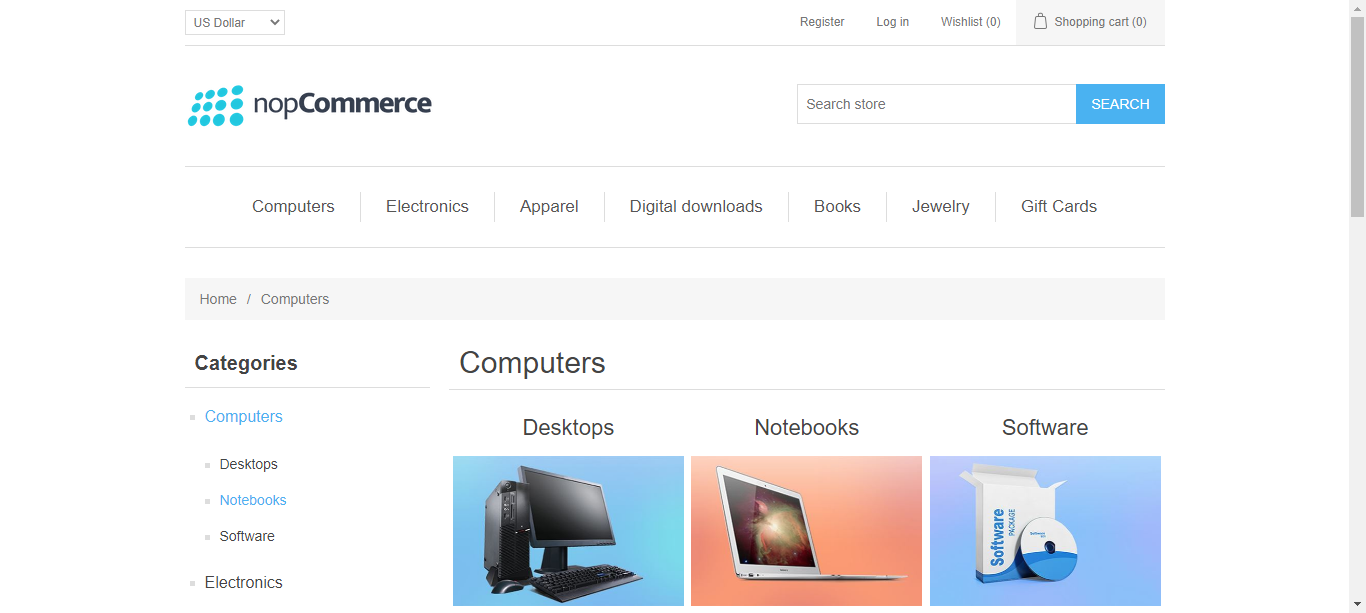 US Dollar
Register
Log in
Wishlist (0)
Shopping cart (0)
nopCommerce
Search store
SEARCH
Computers
Electronics
Apparel
Digital downloads
Books
Jewelry
Gift Cards
Home / Computers
Categories
Computers
Desktops
Notebooks
Software
Electronics
Computers
Desktops
Notebooks
Software
Software
PACKAGE